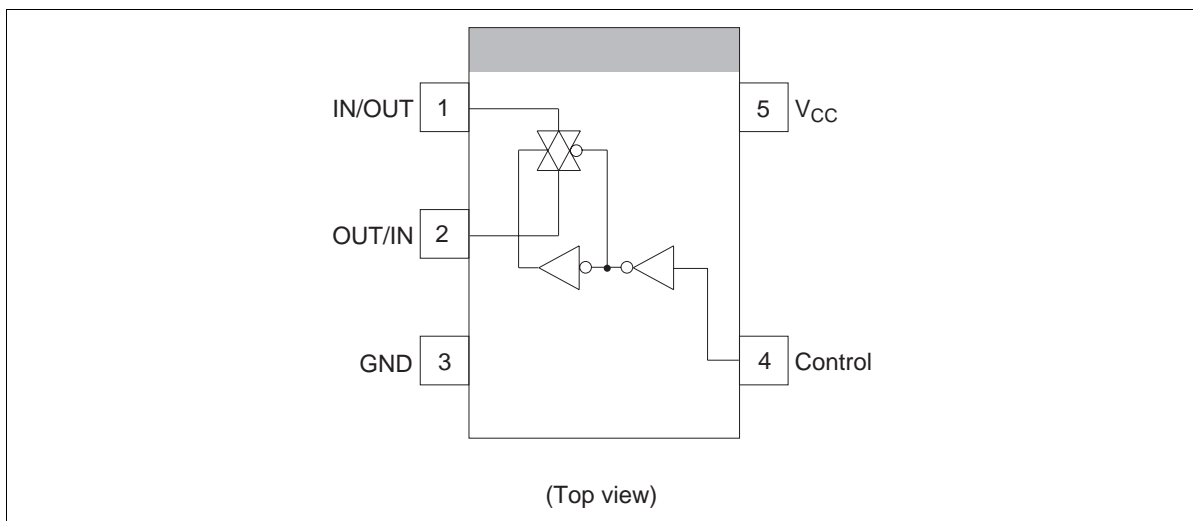 IN/OUT 1
5 VCC
OUT/IN 2
GND 3
4 Control
(Top view)